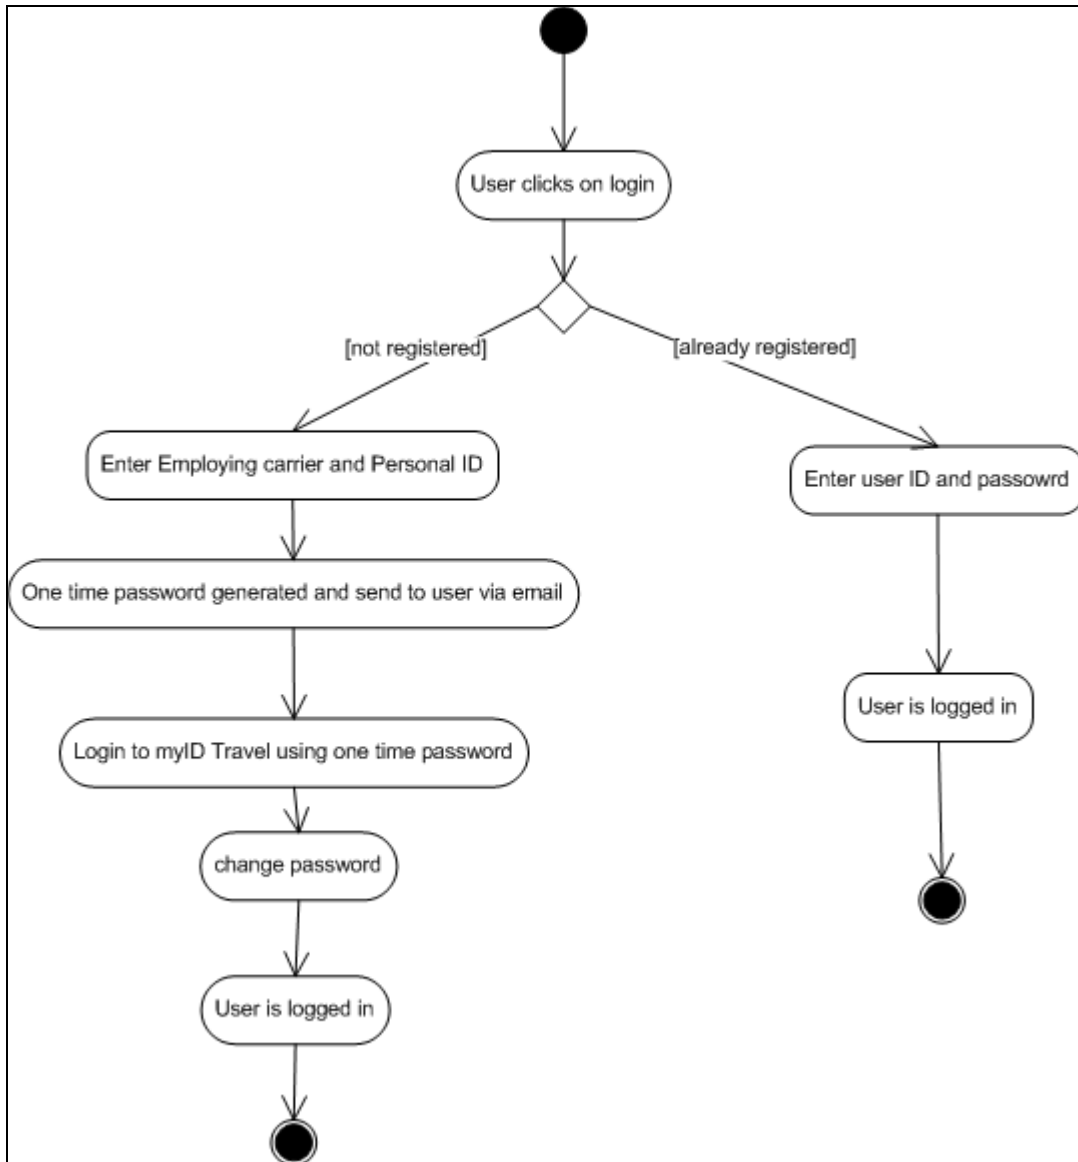 User clicks on login
[not registered]
[already registered]
Enter Employing carrier and Personal ID
Enter user ID and passowrd
One time password generated and send to user via email
User is logged in
Login to myID Travel using one time password
change password
User is logged in